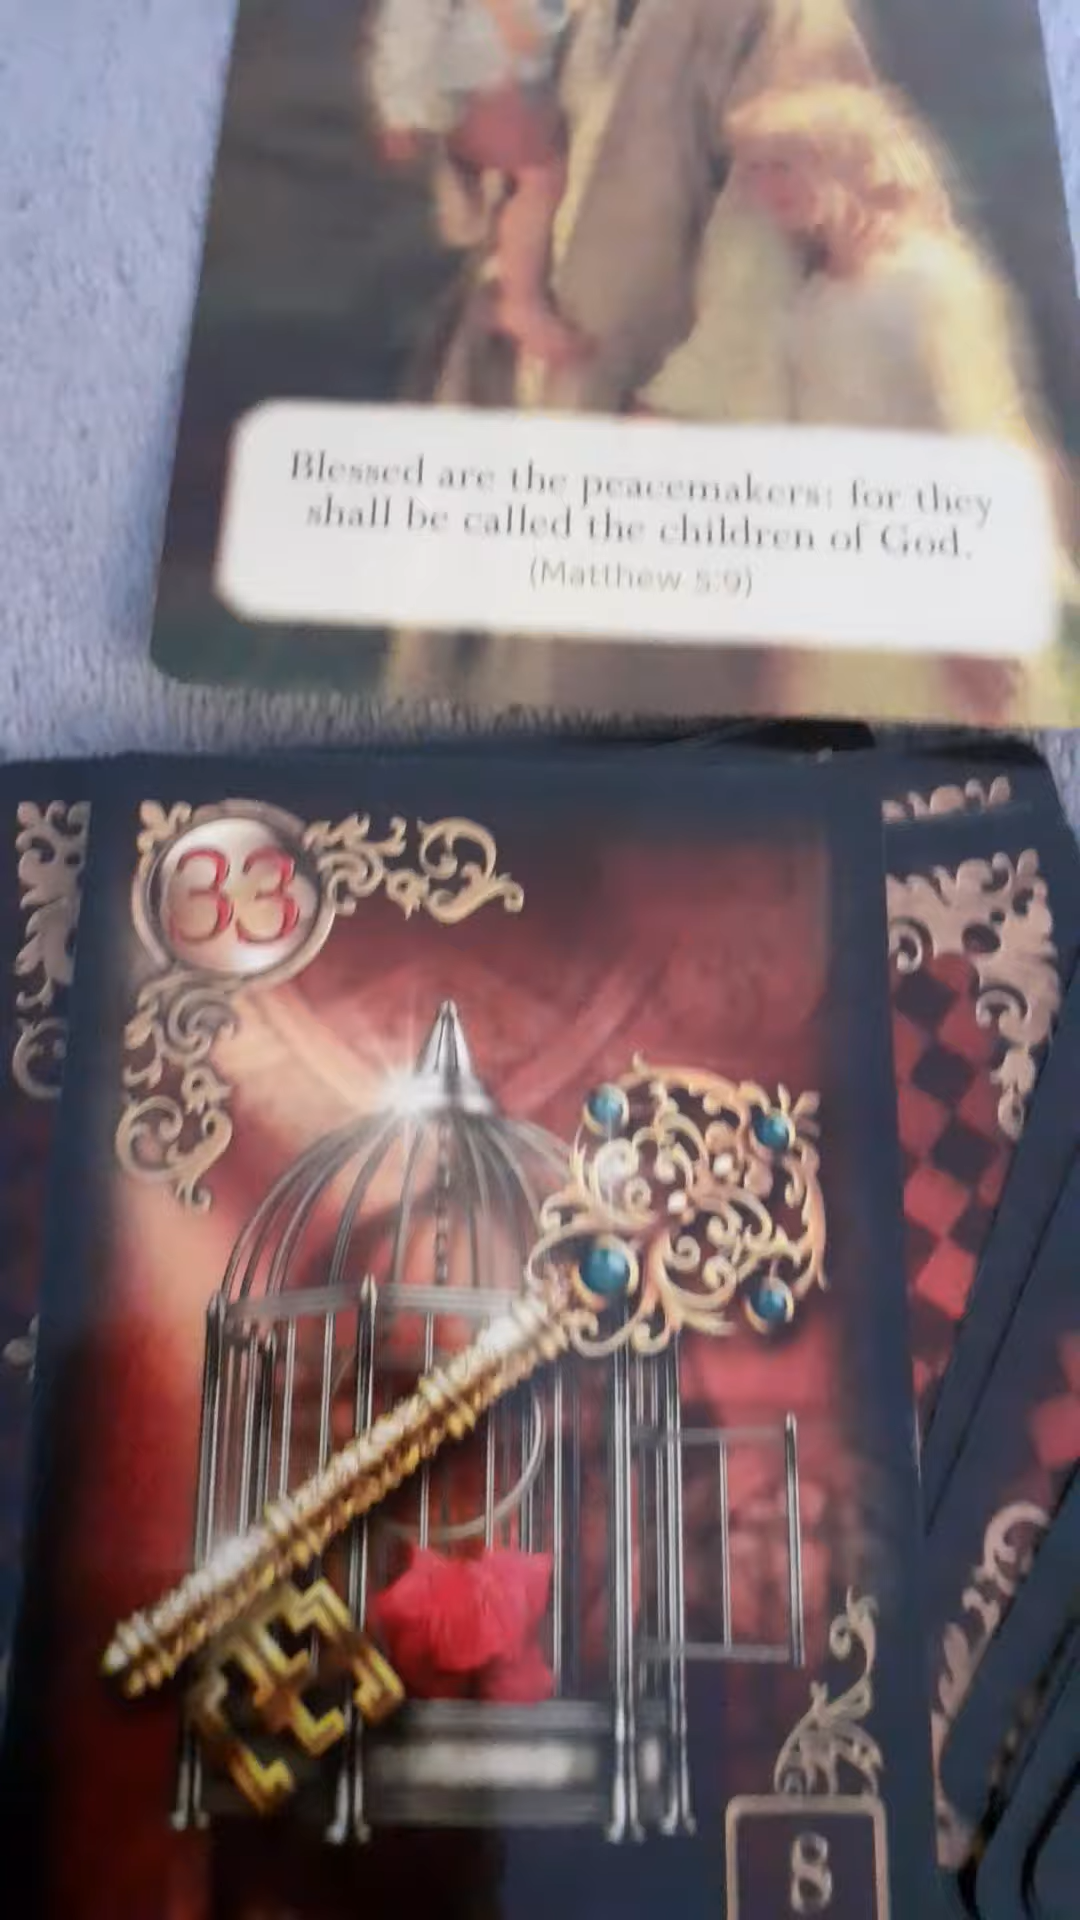 Blessed are the peacemakers: for they
shall be called the children of God.
(Matthew 5:9)
33
8